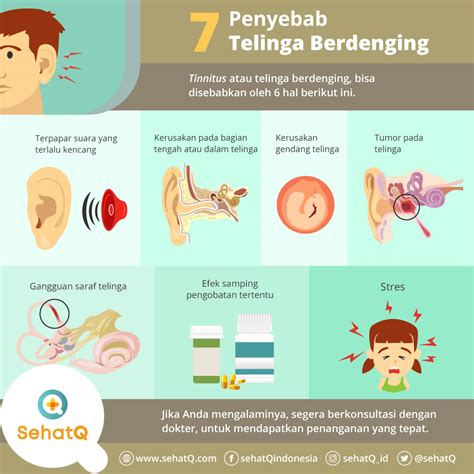 7 Penyebab
Telinga Berdenging
Tinnitus atau telinga berdenging, bisa
disebabkan oleh 6 hal berikut ini.
Terpapar suara yang
terlalu kencang
Kerusakan pada bagian
tengah atau dalam telinga
Kerusakan
gendang telinga
Tumor pada
telinga
Gangguan saraf telinga
Efek samping
pengobatan tertentu
Stres
SehatQ
Jika Anda mengalaminya, segera berkonsultasi dengan
dokter, untuk mendapatkan penanganan yang tepat.
www.sehatQ.com
sehatQindonesia
sehatQ_id
@sehatQ